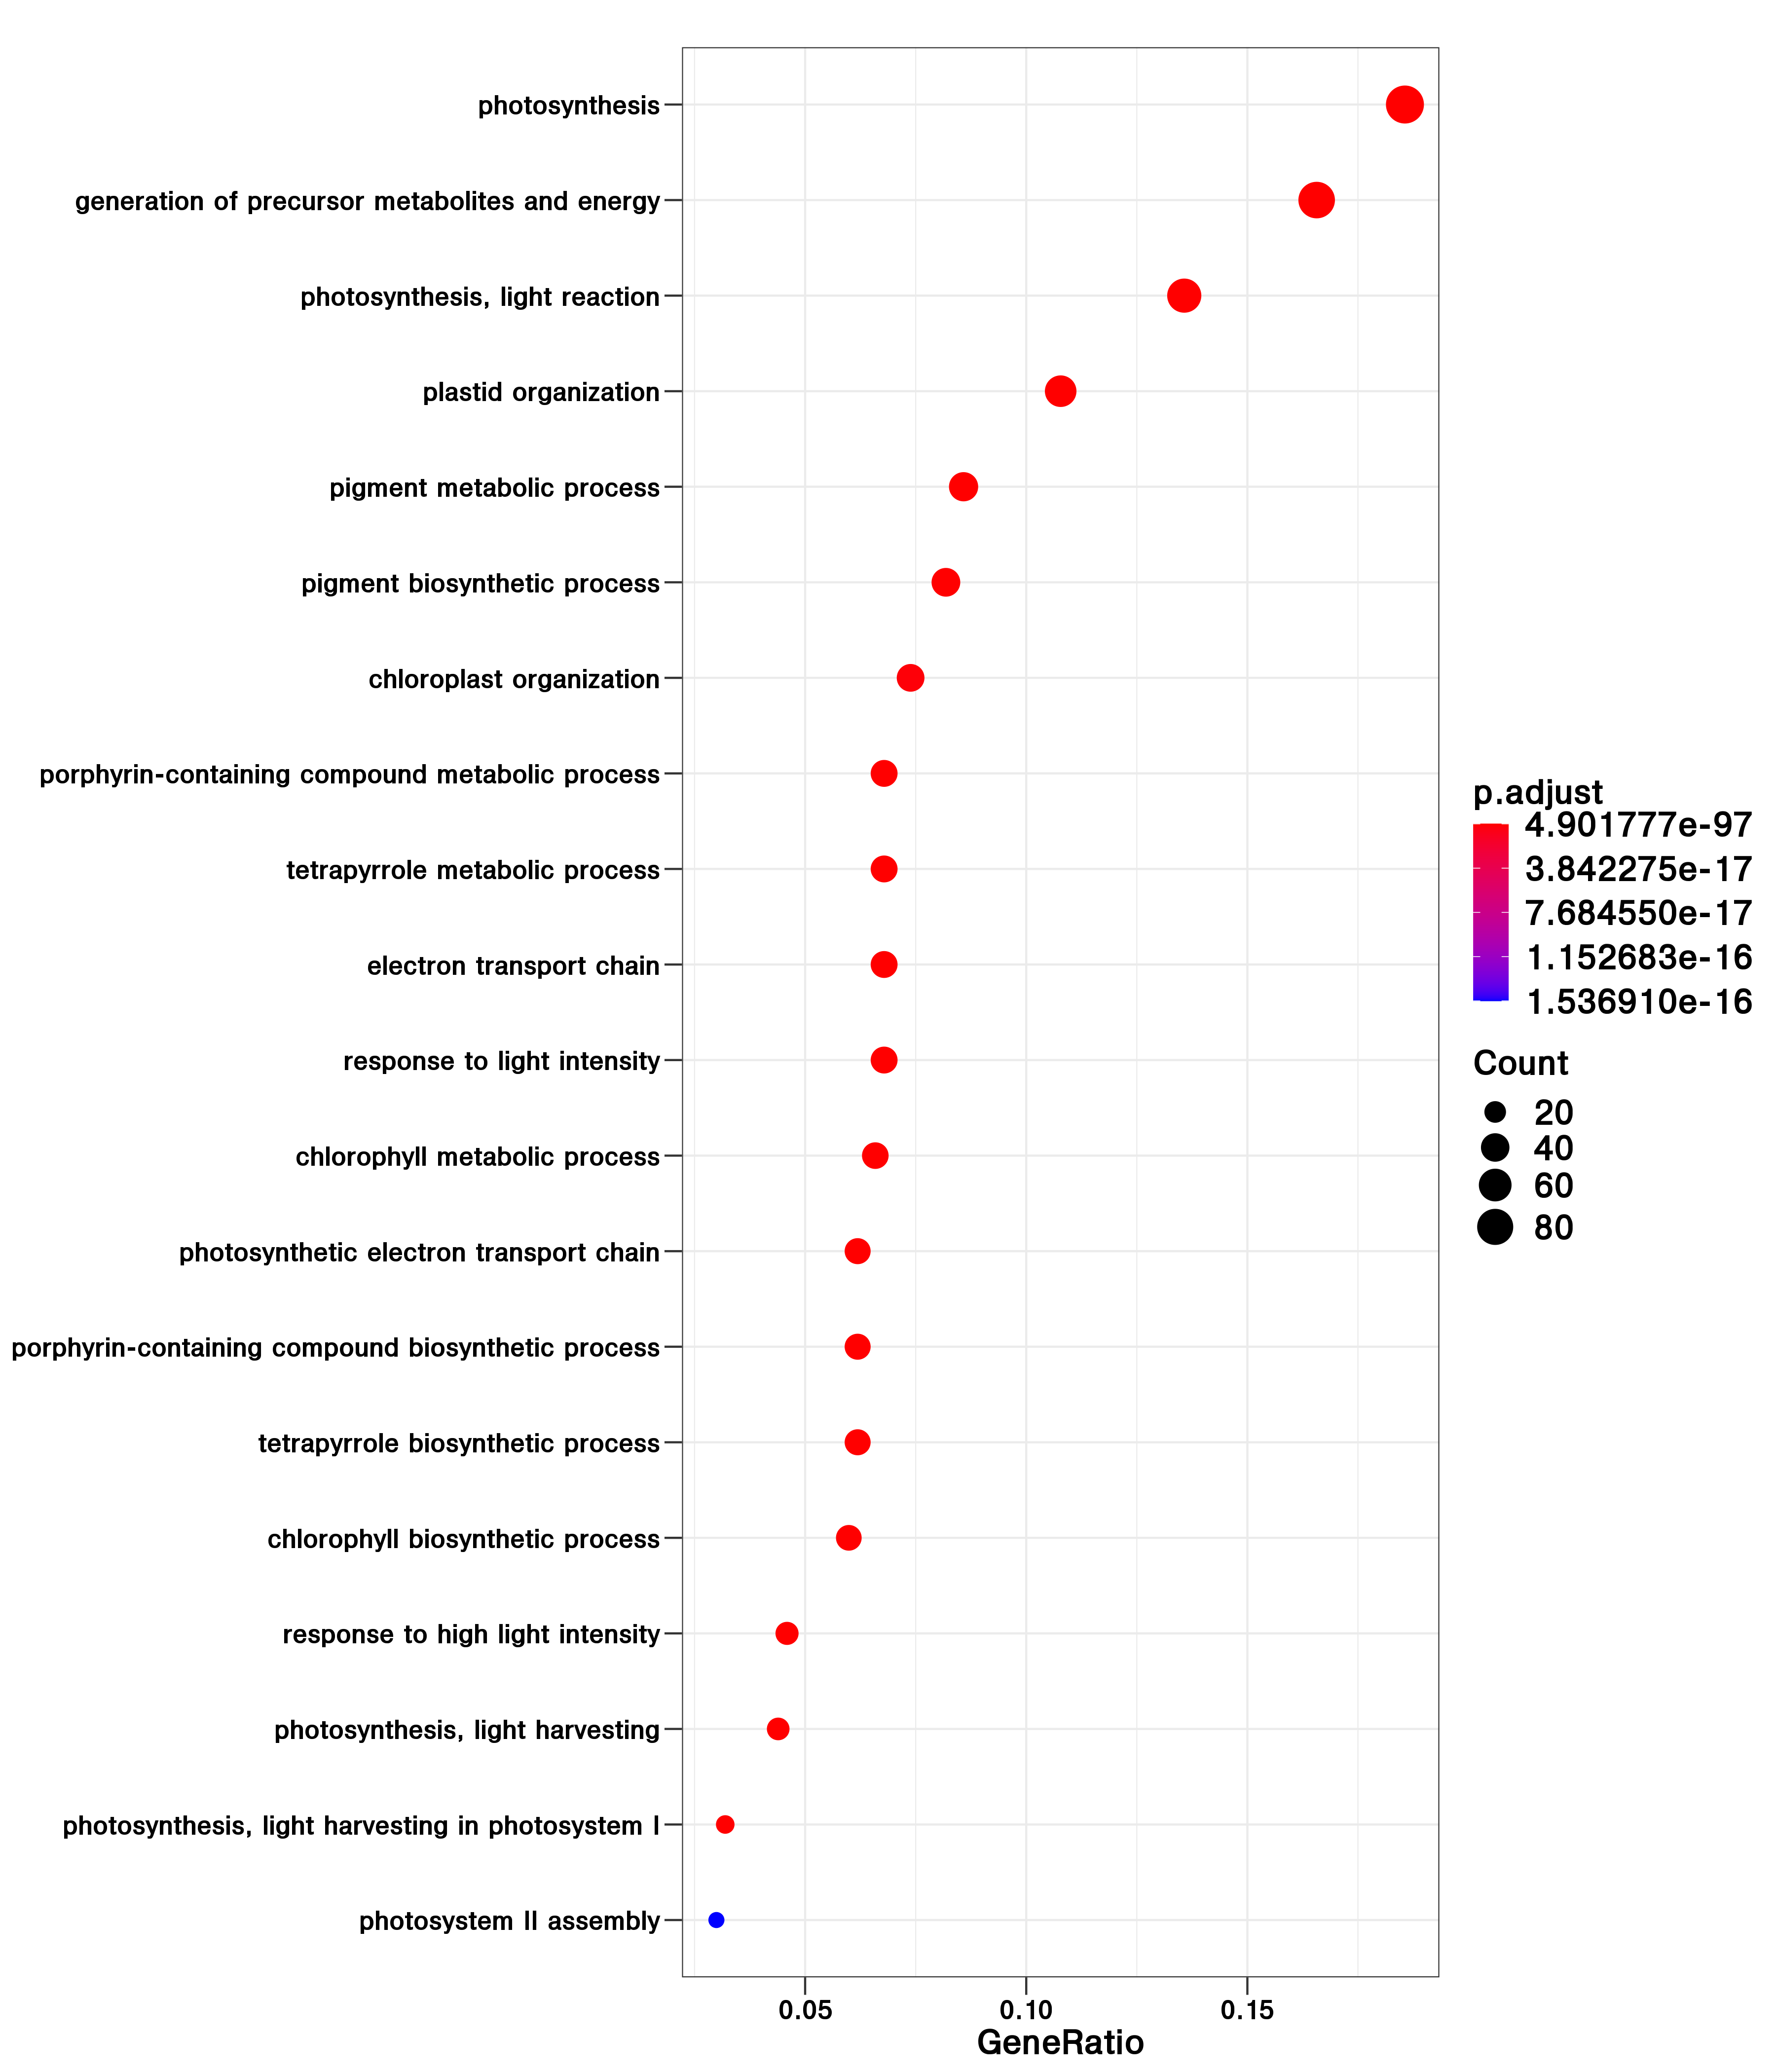 photosynthesis
generation of precursor metabolites and energy
photosynthesis, light reaction
plastid organization
pigment metabolic process
pigment biosynthetic process
chloroplast organization
porphyrin-containing compound metabolic process
tetrapyrrole metabolic process
electron transport chain
response to light intensity
chlorophyll metabolic process
photosynthetic electron transport chain
porphyrin-containing compound biosynthetic process
tetrapyrrole biosynthetic process
chlorophyll biosynthetic process
response to high light intensity
photosynthesis, light harvesting
photosynthesis, light harvesting in photosystem I
photosystem II assembly
0.05
0.10
0.15
GeneRatio
p.adjust
4.901777e-97
3.842275e-17
7.684550e-17
1.152683e-16
1.536910e-16
Count
20
40
60
80